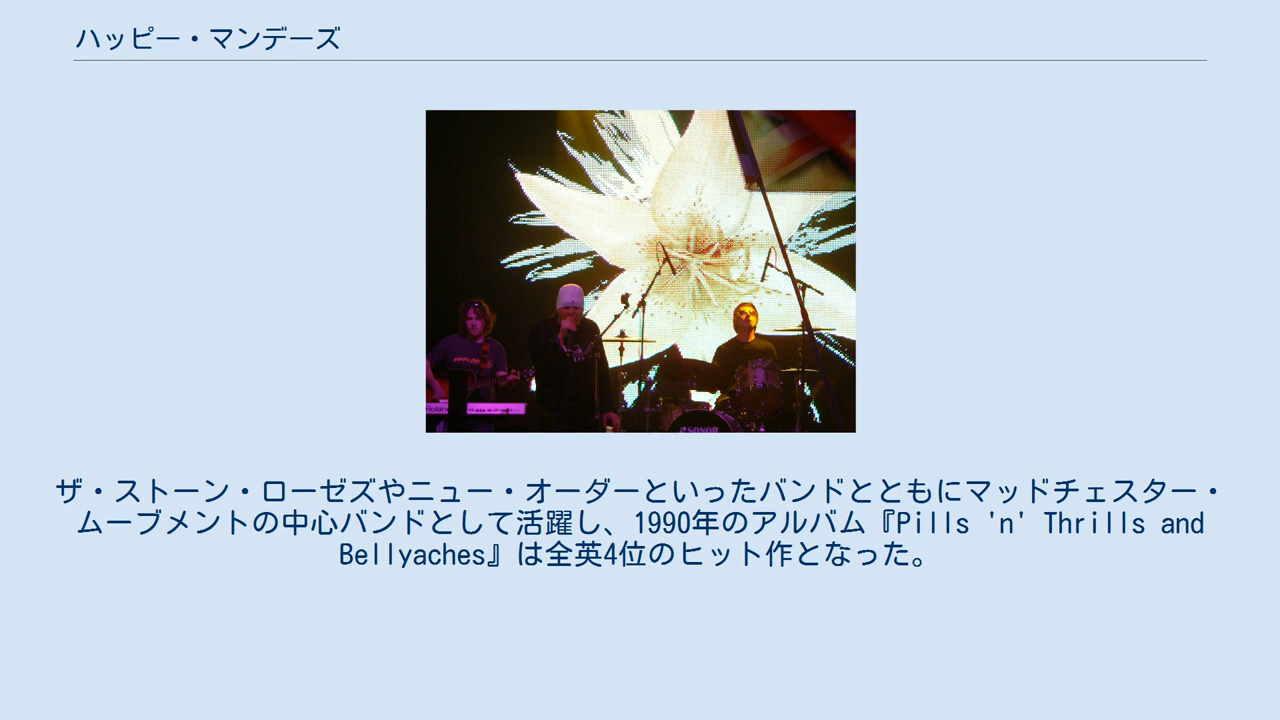 ハッピー・マンデーズ
Roland
SONOR
ザ・ストーン・ローゼズやニュー・オーダーといったバンドとともにマッドチェスター・
ムーブメントの中心バンドとして活躍し、1990年のアルバム『Pills 'n' Thrills and
Bellyaches』は全英4位のヒット作となった。